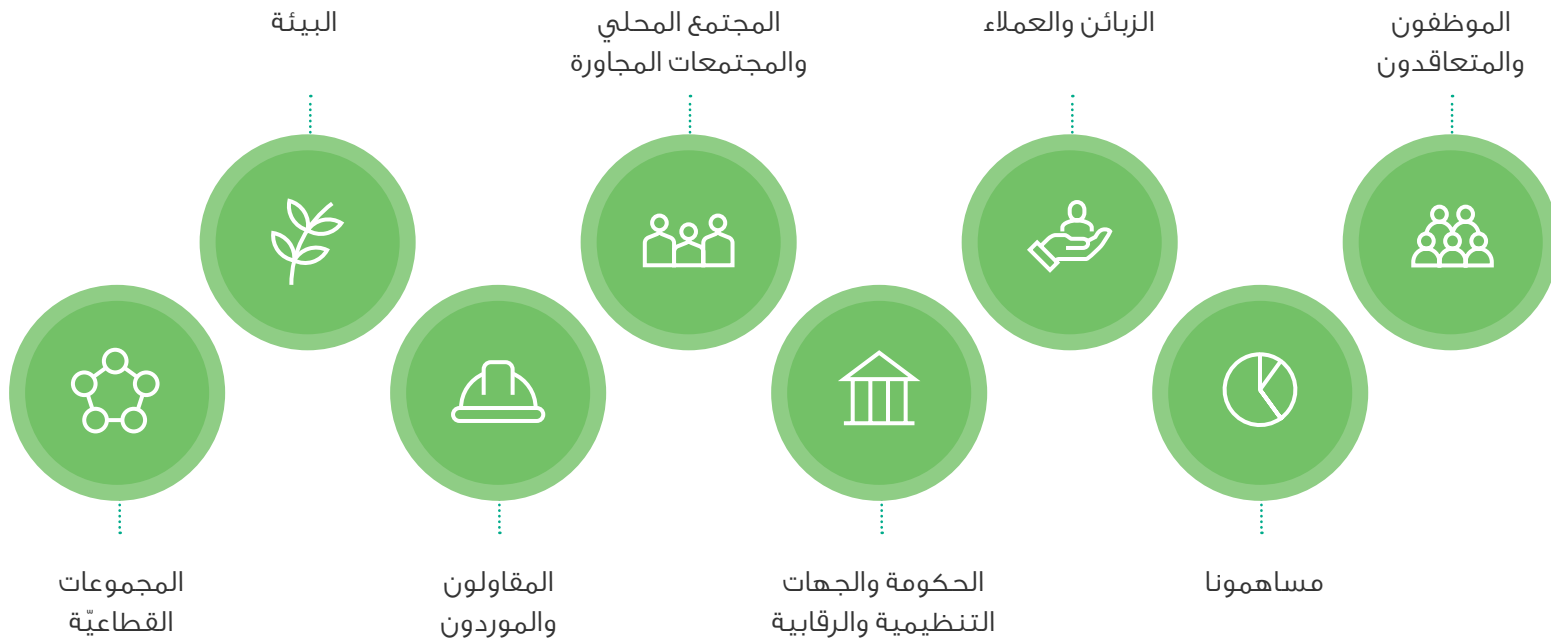 الموظفون
والمتعاقدون
الزبائن والعملاء
المجتمع المحلي
والمجتمعات المجاورة
البيئة
مساهمونا
الحكومة والجهات
التنظيمية والرقابية
المقاولون
والموردون
المجموعات
القطاعيّة